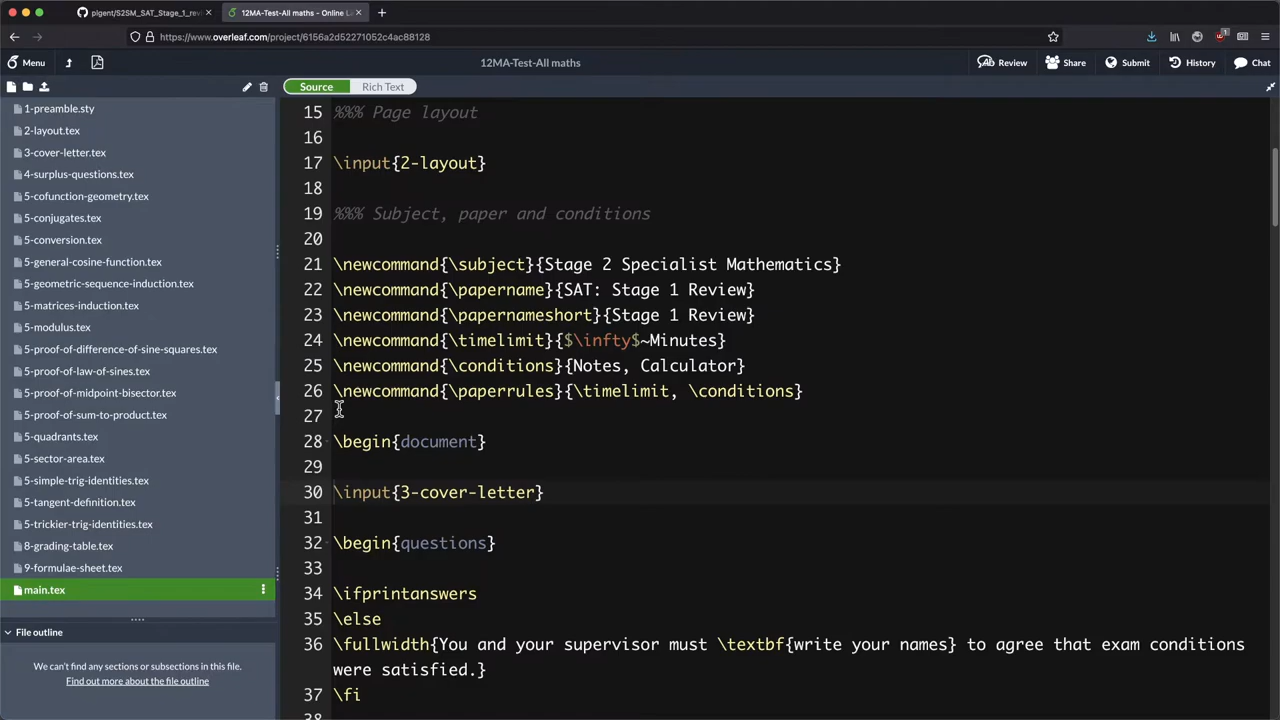 plgent/S2SM_SAT_Stage_1_rev
12MA-Test-All maths - Online L
https://www.overleaf.com/project/6156a2d52271052c4ac88128
Menu
12MA-Test-All maths
Review
Share
Submit
History
Chat
Source
Rich Text
1-preamble.sty
2-layout.tex
3-cover-letter.tex
4-surplus-questions.tex
5-cofunction-geometry.tex
5-conjugates.tex
5-conversion.tex
5-general-cosine-function.tex
5-geometric-sequence-induction.tex
5-matrices-induction.tex
5-modulus.tex
5-proof-of-difference-of-sine-squares.tex
5-proof-of-law-of-sines.tex
5-proof-of-midpoint-bisector.tex
5-proof-of-sum-to-product.tex
5-quadrants.tex
5-sector-area.tex
5-simple-trig-identities.tex
5-tangent-definition.tex
5-trickier-trig-identities.tex
8-grading-table.tex
9-formulae-sheet.tex
main.tex
File outline
We can't find any sections or subsections in this file.
Find out more about the file outline
15 %%% Page layout
16
17 \input{2-layout}
18
19 %%% Subject, paper and conditions
20
21 \newcommand{\subject}{Stage 2 Specialist Mathematics}
22 \newcommand{\papername}{SAT: Stage 1 Review}
23 \newcommand{\papernameshort}{Stage 1 Review}
24 \newcommand{\timelimit}{$\infty$~Minutes}
25 \newcommand{\conditions}{Notes, Calculator}
26 \newcommand{\paperrules}{\timelimit, \conditions}
27
28 \begin{document}
29
30 \input{3-cover-letter}
31
32 \begin{questions}
33
34 \ifprintanswers
35 \else
36 \fullwidth{You and your supervisor must \textbf{write your names} to agree that exam conditions
were satisfied.}
37 \fi